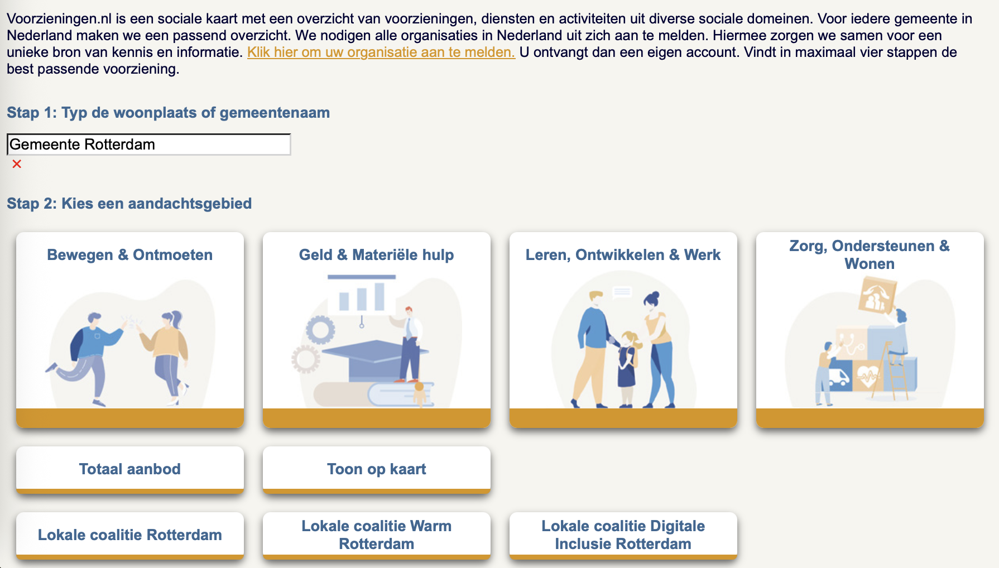 Voorzieningen.nl is een sociale kaart met een overzicht van voorzieningen, diensten en activiteiten uit diverse sociale domeinen. Voor iedere gemeente in
Nederland maken we een passend overzicht. We nodigen alle organisaties in Nederland uit zich aan te melden. Hiermee zorgen we samen voor een
unieke bron van kennis en informatie. Klik hier om uw organisatie aan te melden. U ontvangt dan een eigen account. Vindt in maximaal vier stappen de
best passende voorziening.
Stap 1: Typ de woonplaats of gemeentenaam
Gemeente Rotterdam
Stap 2: Kies een aandachtsgebied
Bewegen & Ontmoeten
Geld & Materiële hulp
Leren, Ontwikkelen & Werk
Zorg, Ondersteunen &
Wonen
Totaal aanbod
Toon op kaart
Lokale coalitie Rotterdam
Lokale coalitie Warm
Rotterdam
Lokale coalitie Digitale
Inclusie Rotterdam